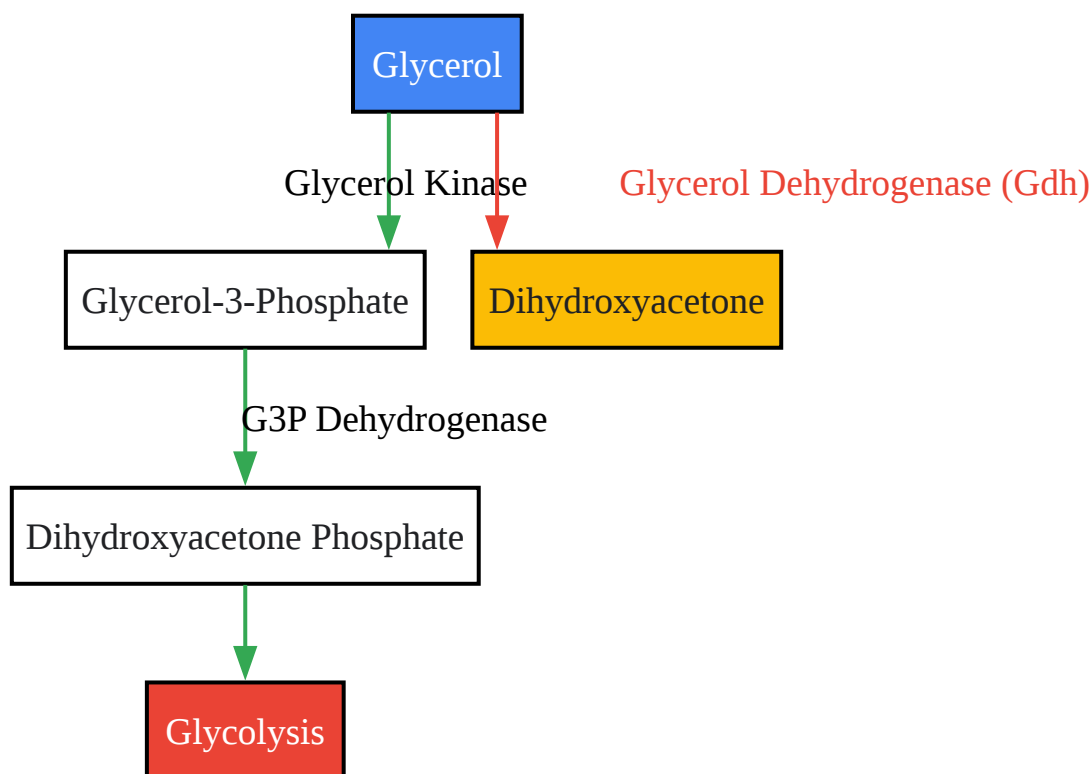 Glycerol
Glycerol Kinase
Glycerol Dehydrogenase (Gdh)
Glycerol-3-Phosphate
Dihydroxyacetone
G3P Dehydrogenase
Dihydroxyacetone Phosphate
Glycolysis